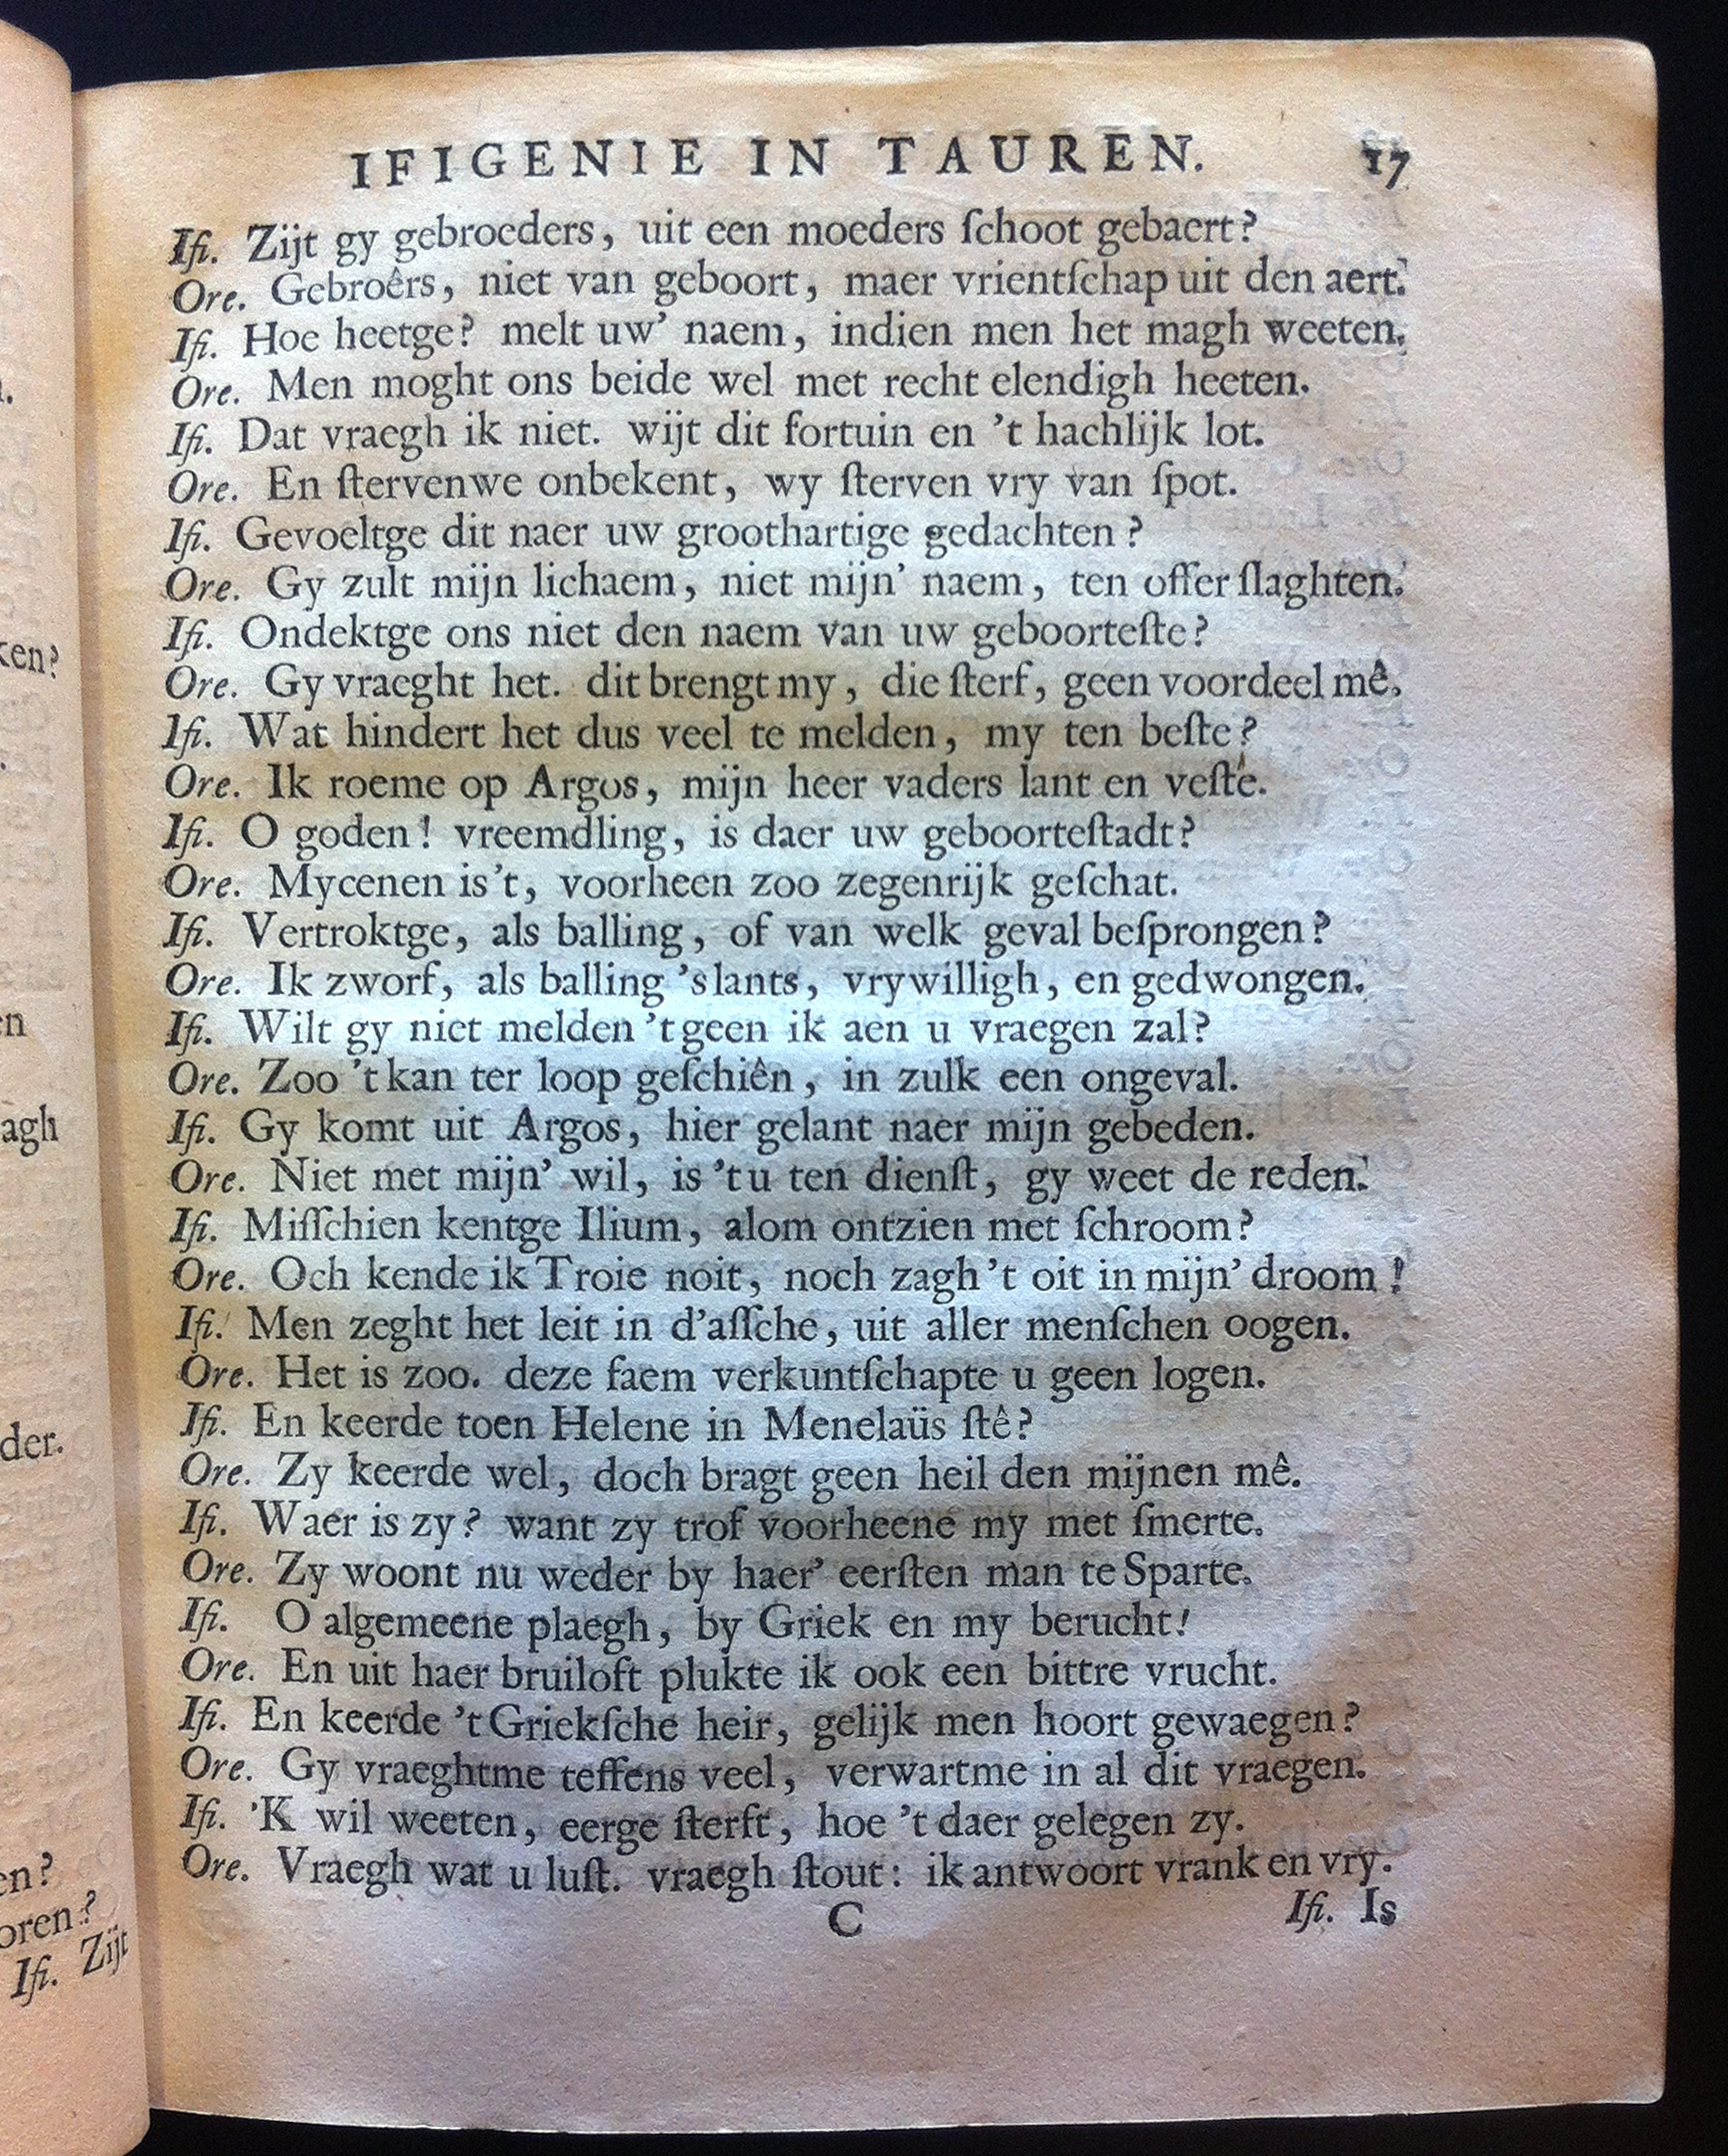 IFIGENIE IN TAUREN. 17
Ifi. Zijt gy gebroeders, uit een moeders ſchoot gebaert?
Ore. Gebroêrs, niet van geboort, maer vrientſchap uit den aert.
Ifi. Hoe heetge? melt uw' naem, indien men het magh weeten.
Ore. Men moght ons beide wel met recht elendigh heeten.
Ifi. Dat vraegh ik niet. wijt dit fortuin en 't hachlijk lot.
Ore. En ſtervenwe onbekent, wy ſterven vry van ſpot.
Ifi. Gevoeltge dit naer uw groothartige gedachten?
Ore. Gy zult mijn lichaem, niet mijn' naem, ten offer ſlaghten.
Ifi. Ondektge ons niet den naem van uw geboorteſte?
Ore. Gy vraeght het. dit brengt my, die ſterf, geen voordeel mê.
Ifi. Wat hindert het dus veel te melden, my ten beſte?
Ore. Ik roeme op Argos, mijn heer vaders lant en veſte.
Ifi. O goden! vreemdling, is daer uw geboorteſtadt?
Ore. Mycenen is't, voorheen zoo zegenrijk geſchat.
Ifi. Vertroktge, als balling, of van welk geval beſprongen?
Ore. Ik zworf, als balling 'slants, vrywilligh, en gedwongen.
Ifi. Wilt gy niet melden 't geen ik aen u vraegen zal?
Ore. Zoo 't kan ter loop geſchiên, in zulk een ongeval.
Ifi. Gy komt uit Argos, hier gelant naer mijn gebeden.
Ore. Niet met mijn' wil, is 't u ten dienſt, gy weet de reden.
Ifi. Miſſchien kentge Ilium, alom ontzien met ſchroom?
Ore. Och kende ik Troie noit, noch zagh 't oit in mijn' droom!
Ifi. Men zeght het leit in d'aſſche, uit aller menſchen oogen.
Ore. Het is zoo. deze faem verkuntſchapte u geen logen.
Ifi. En keerde toen Helene in Menelaüs ſtê?
Ore. Zy keerde wel, doch bragt geen heil den mijnen mê.
Ifi. Waer is zy? want zy trof voorheene my met ſmerte.
Ore. Zy woont nu weder by haer' eerſten man te Sparte.
Ifi. O algemeene plaegh, by Griek en my berucht!
Ore. En uit haer bruiloft plukte ik ook een bittre vrucht.
Ifi. En keerde 't Griekſche heir, gelijk men hoort gewaegen?
Ore. Gy vraeghtme teffens veel, verwartme in al dit vraegen.
Ifi. 'K wil weeten, eerge ſterft, hoe 't daer gelegen zy.
Ore. Vraegh wat u luſt. vraegh ſtout: ik antwoort vrank en vry.
C Ifi. Is
ken?
en
agh
der.
en?
oren?
Ifi. Zijt